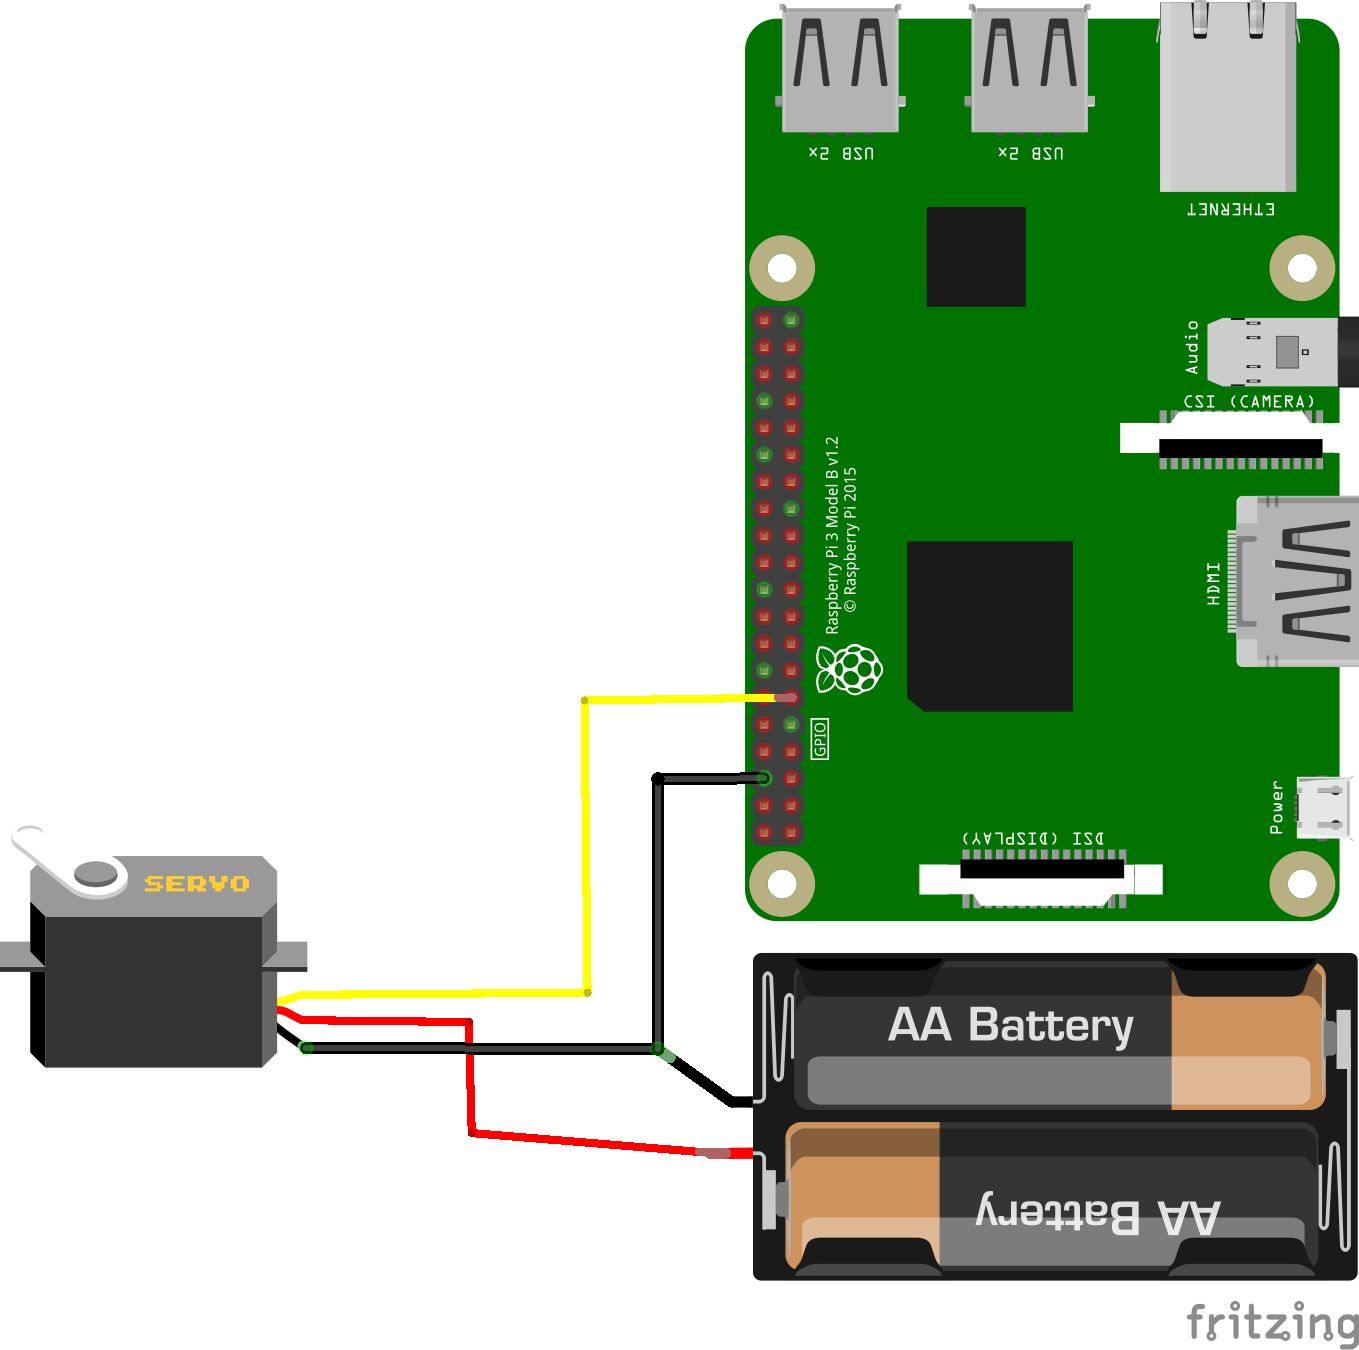 USB 2x
USB 2x
ETHERNET
Audio
CSI (CAMERA)
Raspberry Pi 3 Model B v1.2
© Raspberry Pi 2015
HDMI
GPIO
Power
DSI (DISPLAY)
SERVO
AA Battery
AA Battery
fritzing